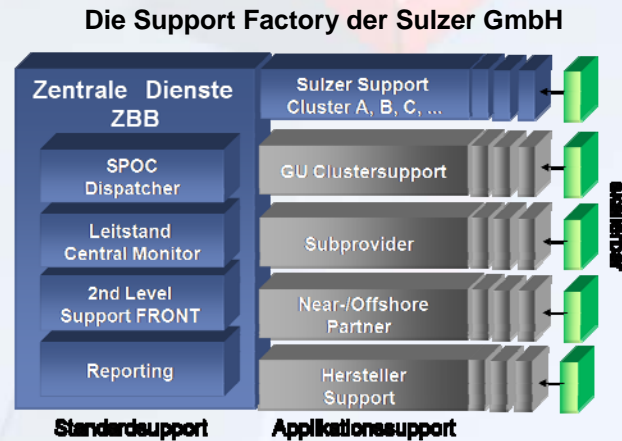 Die Support Factory der Sulzer GmbH
Zentrale Dienste
ZBB
SPOC
Dispatcher
Leitstand
Central Monitor
2nd Level
Support FRONT
Reporting
Standardsupport
Sulzer Support
Cluster A, B, C, ...
GU Clustersupport
Subprovider
Near-/Offshore
Partner
Hersteller
Support
Applikationssupport